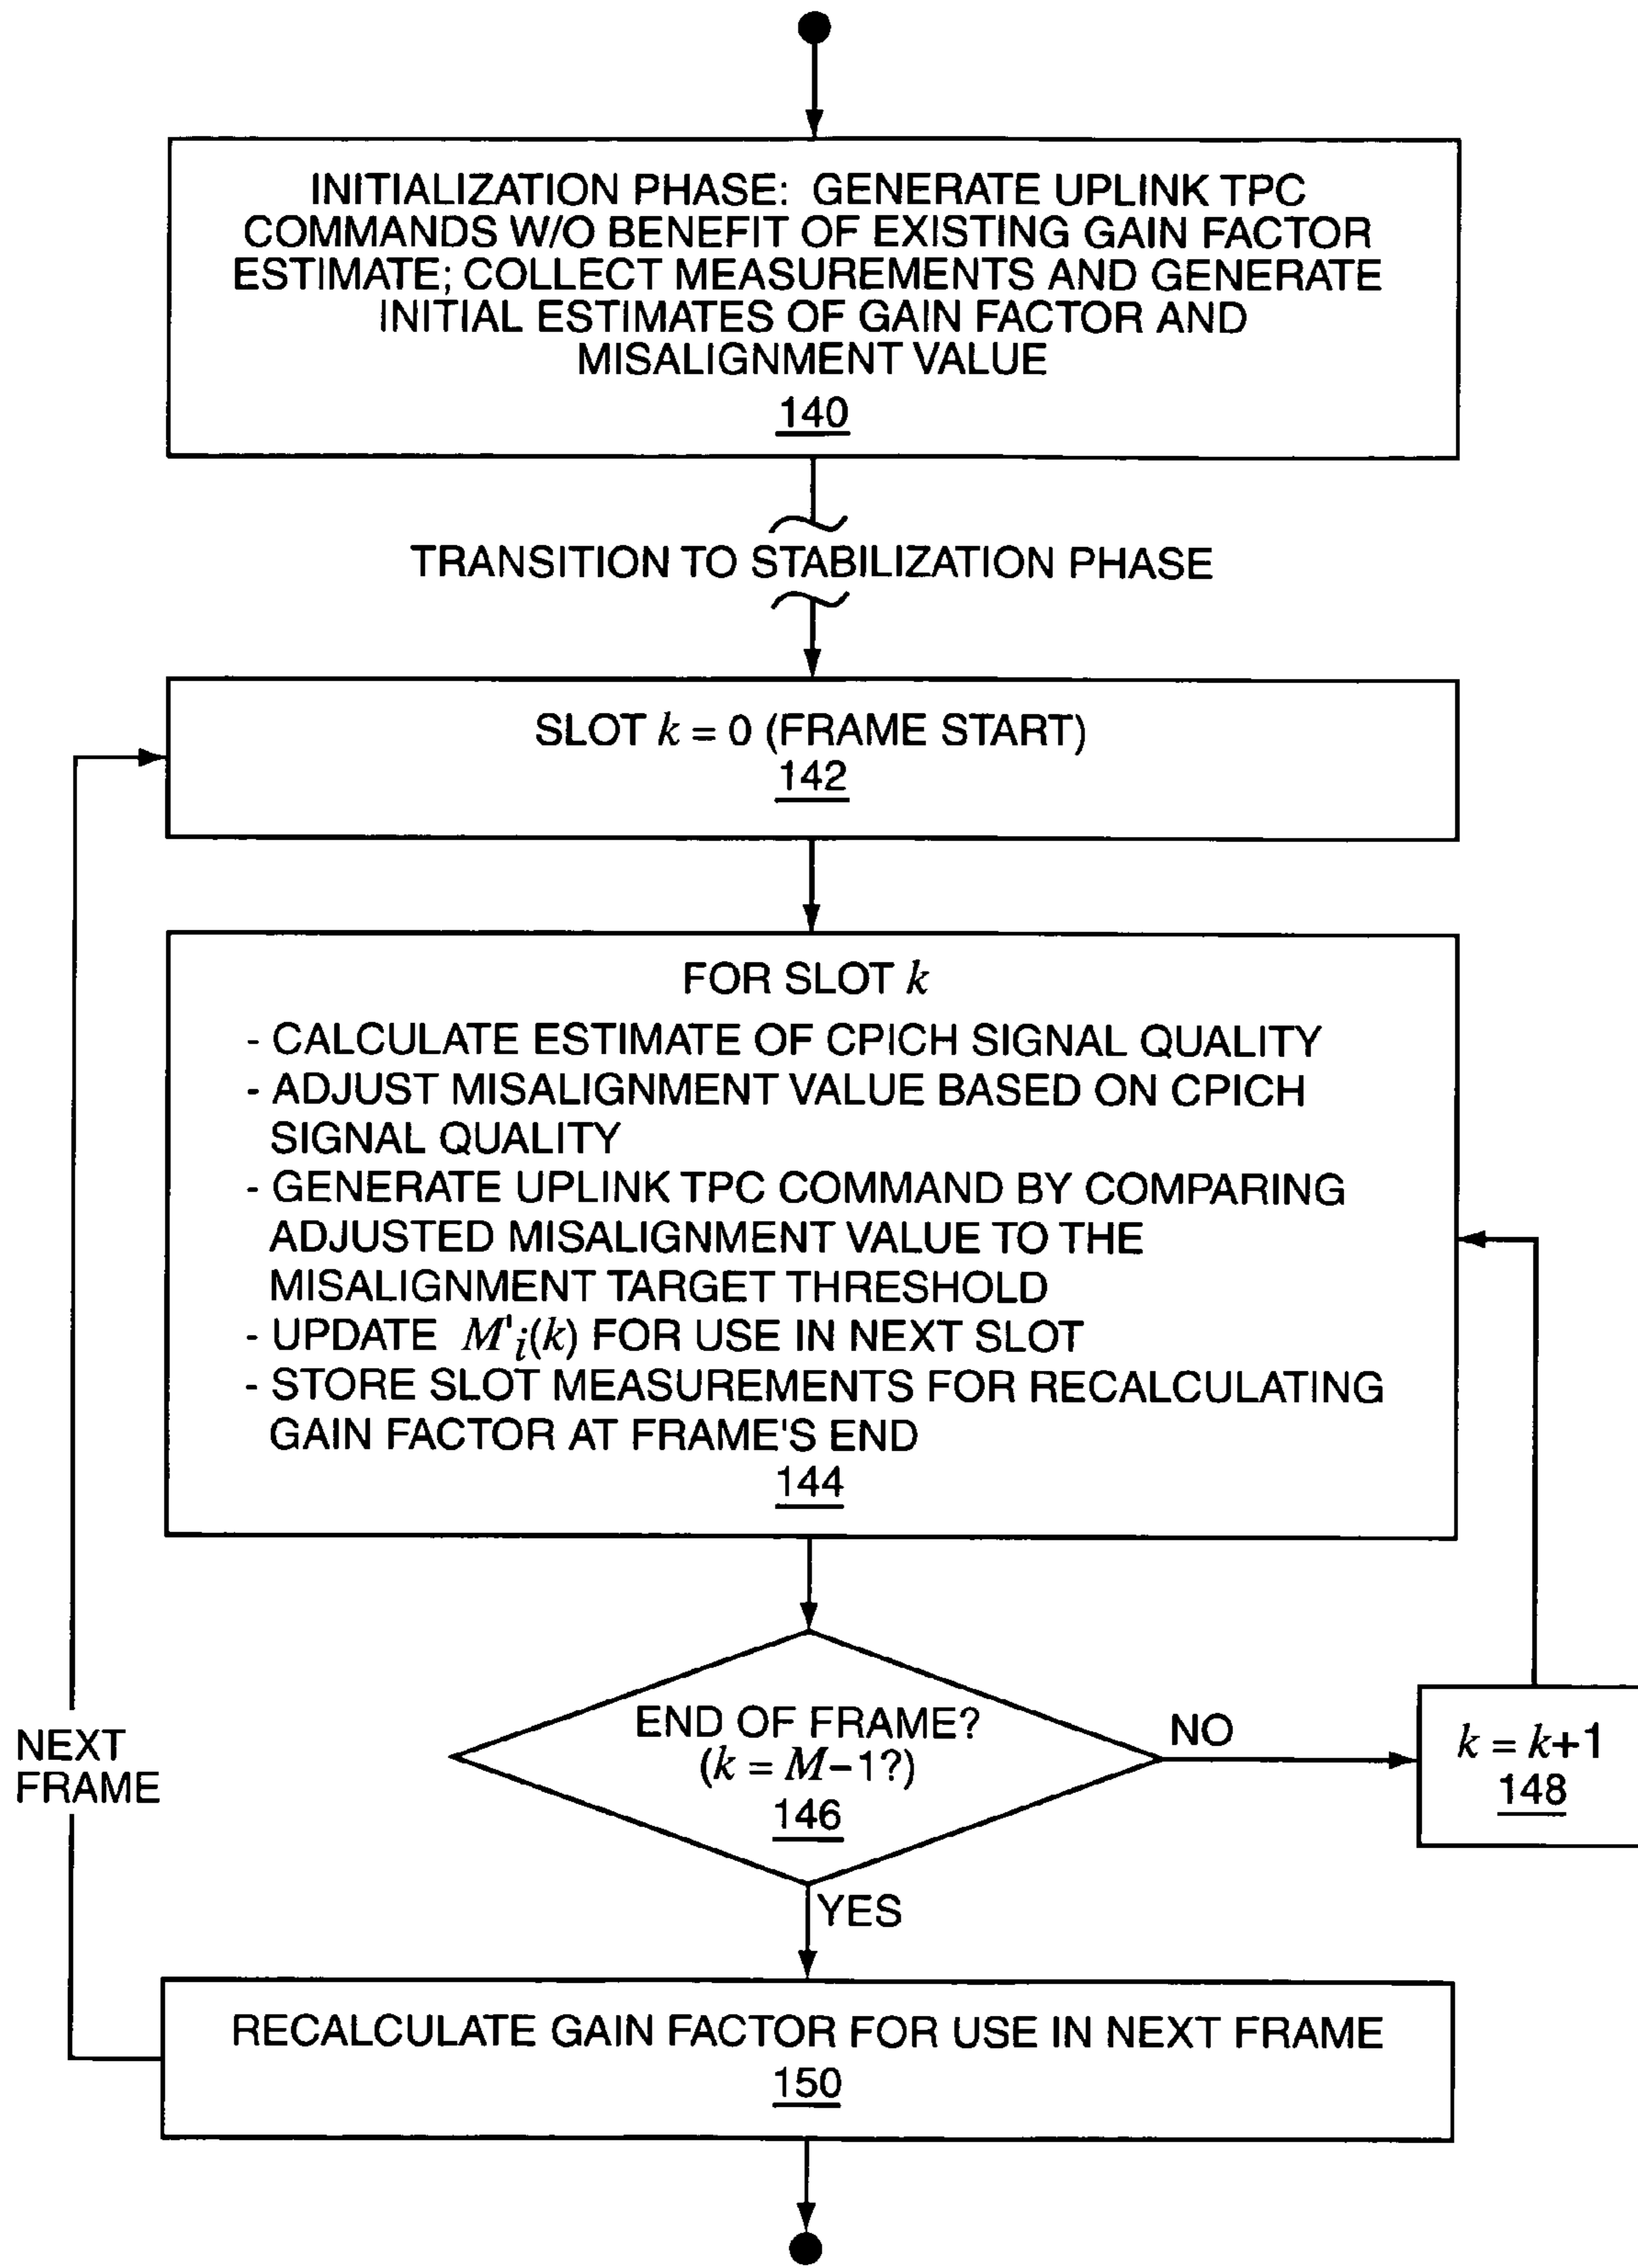 INITIALIZATION PHASE: GENERATE UPLINK TPC
COMMANDS W/O BENEFIT OF EXISTING GAIN FACTOR
ESTIMATE; COLLECT MEASUREMENTS AND GENERATE
INITIAL ESTIMATES OF GAIN FACTOR AND
MISALIGNMENT VALUE
140
TRANSITION TO STABILIZATION PHASE
SLOT k = 0 (FRAME START)
142
FOR SLOT k
- CALCULATE ESTIMATE OF CPICH SIGNAL QUALITY
- ADJUST MISALIGNMENT VALUE BASED ON CPICH
SIGNAL QUALITY
- GENERATE UPLINK TPC COMMAND BY COMPARING
ADJUSTED MISALIGNMENT VALUE TO THE
MISALIGNMENT TARGET THRESHOLD
- UPDATE M'i(k) FOR USE IN NEXT SLOT
- STORE SLOT MEASUREMENTS FOR RECALCULATING
GAIN FACTOR AT FRAME'S END
144
END OF FRAME?
(k = M–1?)
146
NO
k = k+1
148
NEXT
FRAME
YES
RECALCULATE GAIN FACTOR FOR USE IN NEXT FRAME
150